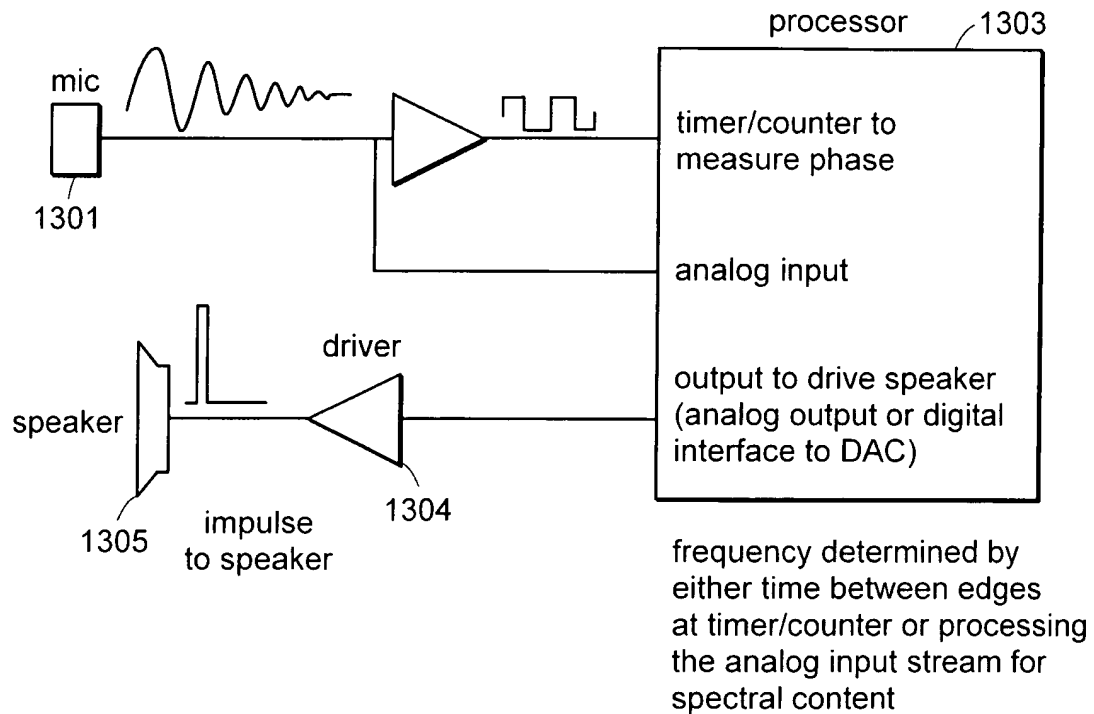 processor
1303
mic
1301
timer/counter to
measure phase
analog input
driver
1304
speaker
1305
impulse
to speaker
output to drive speaker
(analog output or digital
interface to DAC)
frequency determined by
either time between edges
at timer/counter or processing
the analog input stream for
spectral content